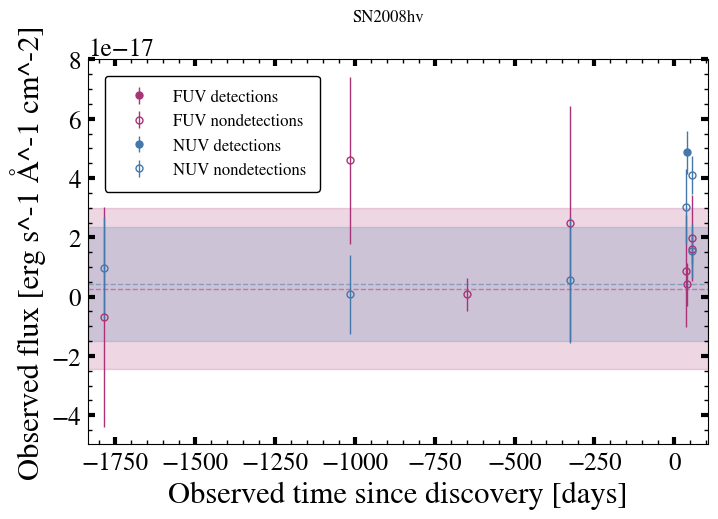 SN2008hv
1e−17
Observed flux [erg s^-1 Å^-1 cm^-2]
8
6
4
2
0
−2
−4
FUV detections
FUV nondetections
NUV detections
NUV nondetections
−1750 −1500 −1250 −1000 −750 −500 −250 0
Observed time since discovery [days]